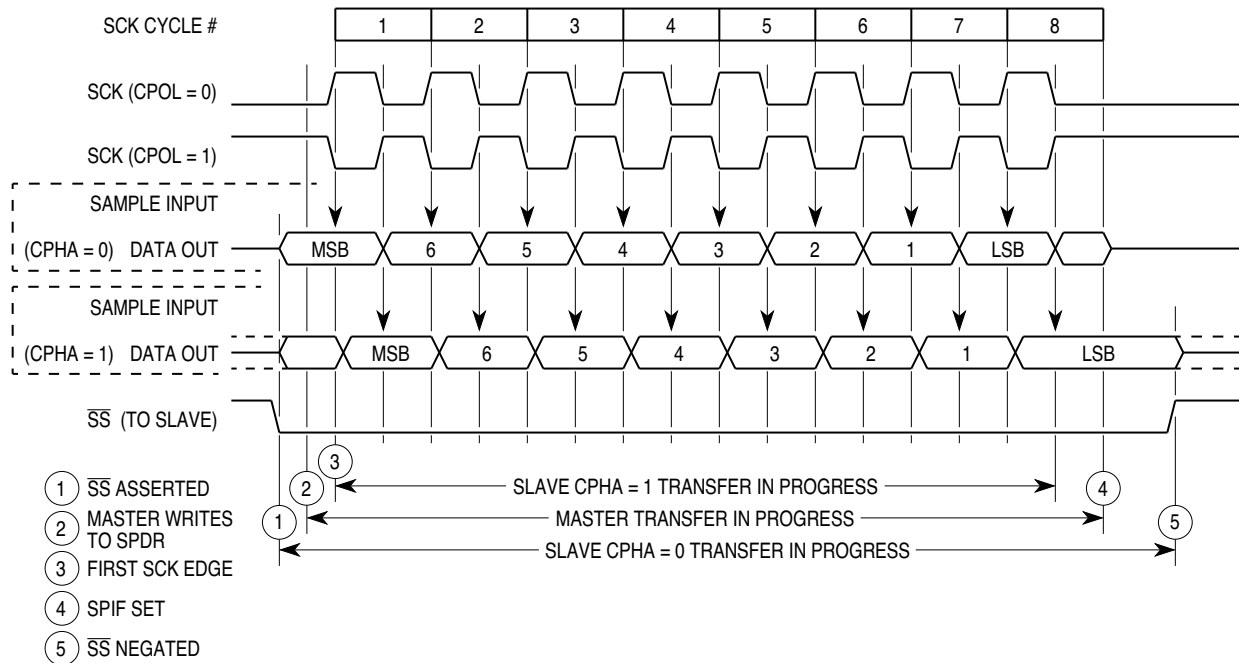 SCK CYCLE # 1 2 3 4 5 6 7 8
SCK (CPOL = 0)
SCK (CPOL = 1)
SAMPLE INPUT
(CPHA = 0) DATA OUT MSB 6 5 4 3 2 1 LSB
SAMPLE INPUT
(CPHA = 1) DATA OUT MSB 6 5 4 3 2 1 LSB
SS (TO SLAVE)
3
1 SS ASSERTED 2 SLAVE CPHA = 1 TRANSFER IN PROGRESS 4
2 MASTER WRITES TO SPDR 1 MASTER TRANSFER IN PROGRESS 5
SLAVE CPHA = 0 TRANSFER IN PROGRESS
3 FIRST SCK EDGE
4 SPIF SET
5 SS NEGATED